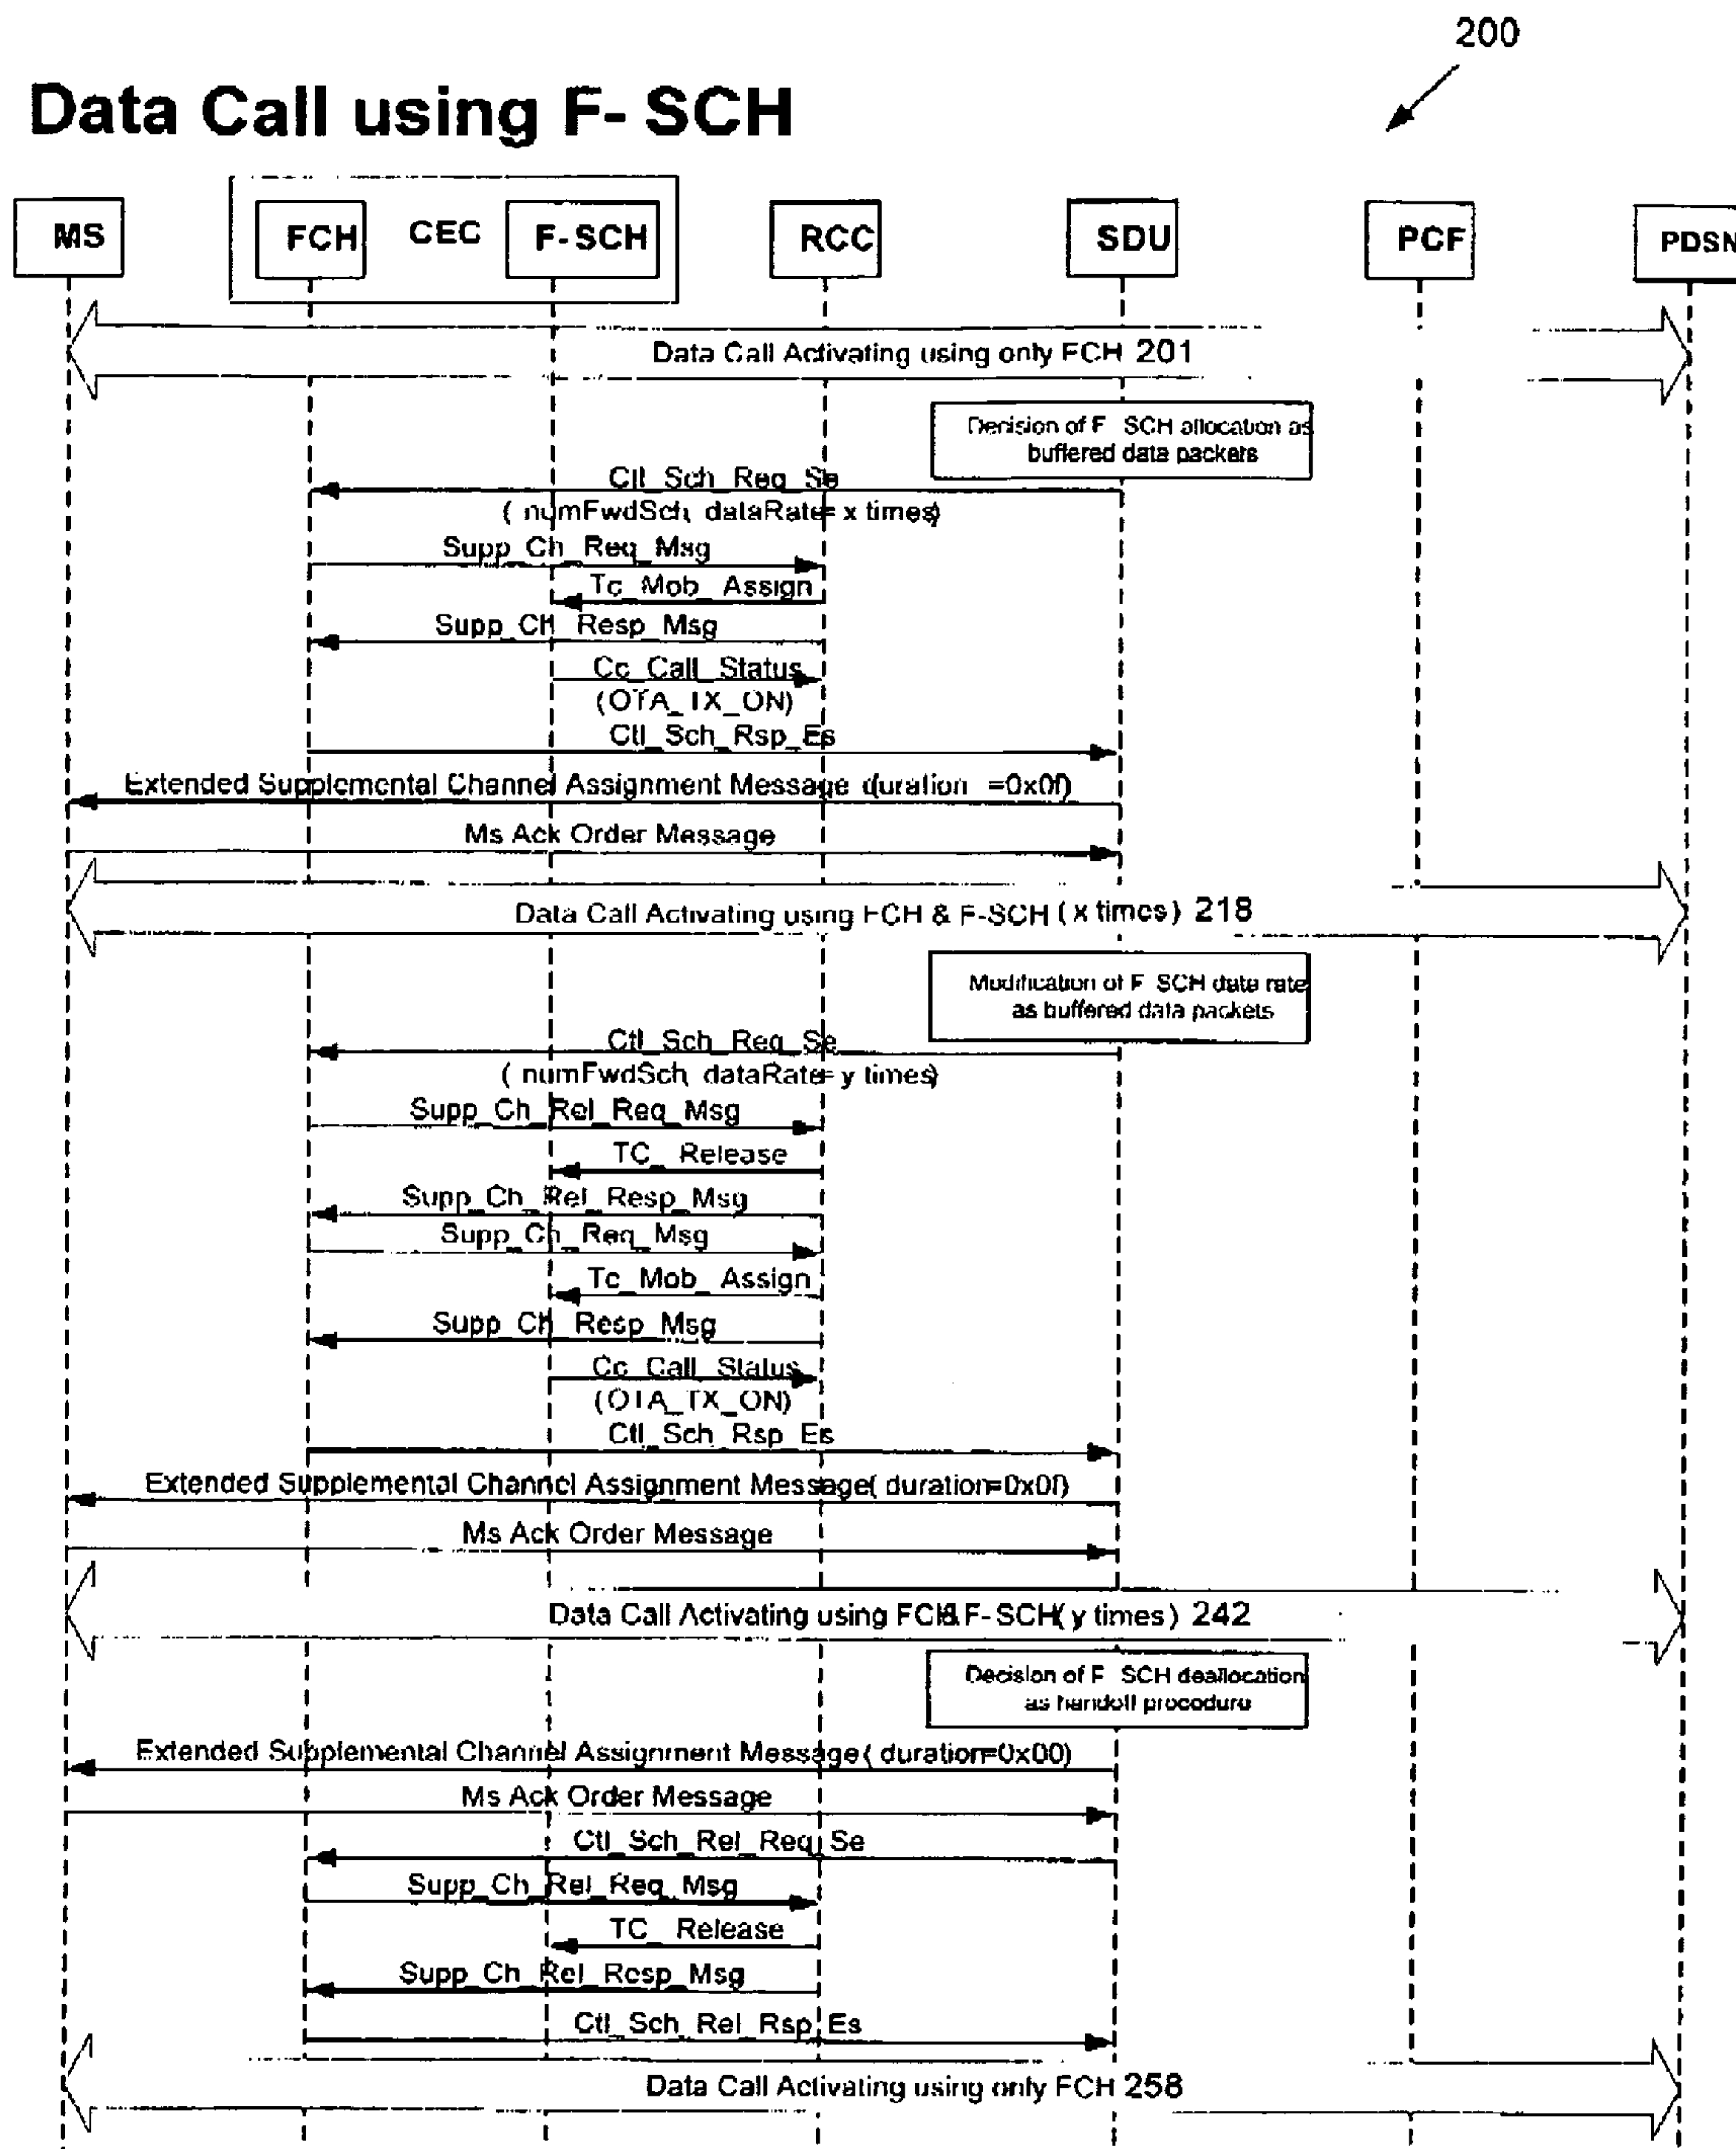 200
Data Call using F- SCH
MS
FCH
CEC
F-SCH
RCC
SDU
PCF
PDSN
Data Call Activating using only FCH 201
Decision of F SCH allocation as
buffered data packets
Ctl_Sch_Req_Se
( numFwdSch, dataRate= x times)
Supp_Ch_Req_Msg
Tc_Mob_Assign
Supp_Ch_Resp_Msg
Cc_Call_Status
(OTA_TX_ON)
Ctl_Sch_Rsp_Es
Extended Supplemental Channel Assignment Message (duration =0x0f)
Ms Ack Order Message
Data Call Activating using FCH & F-SCH ( x times ) 218
Modification of F SCH data rate
as buffered data packets
Ctl_Sch_Req_Se
( numFwdSch, dataRate= y times)
Supp_Ch_Rel_Req_Msg
TC_ Release
Supp_Ch_Rel_Resp_Msg
Supp_Ch_Req_Msg
Tc_Mob_Assign
Supp_Ch_Resp_Msg
Cc_Call_Status
(OTA_TX_ON)
Ctl_Sch_Rsp_Es
Extended Supplemental Channel Assignment Message( duration=0x0f)
Ms Ack Order Message
Data Call Activating using FCH& F- SCH( y times ) 242
Decision of F SCH deallocation
as handoff procedure
Extended Supplemental Channel Assignment Message ( duration=0x00)
Ms Ack Order Message
Ctl_Sch_Rel_Req_Se
Supp_Ch_Rel_Req_Msg
TC_ Release
Supp_Ch_Rel_Resp_Msg
Ctl_Sch_Rel_Rsp_Es
Data Call Activating using only FCH 258